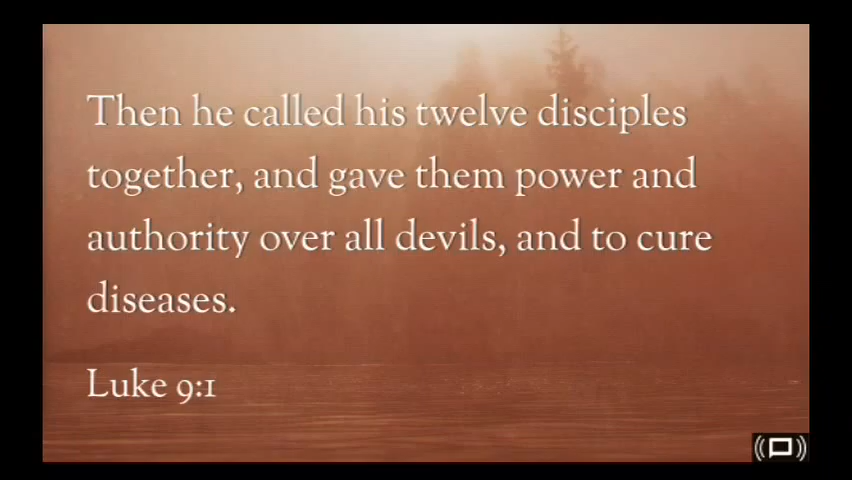 Then he called his twelve disciples
together, and gave them power and
authority over all devils, and to cure
diseases.
Luke 9:1